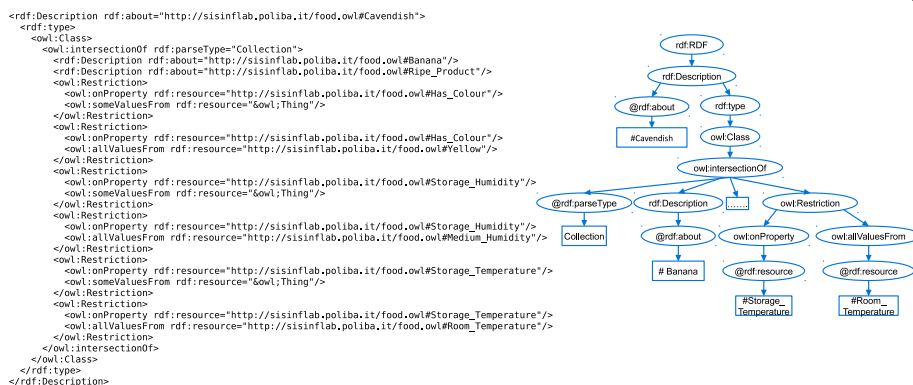 <rdf:Description rdf:about="http://sisinflab.poliba.it/food.owl#Cavendish">
<rdf:type>
<owl:Class>
<owl:intersectionOf rdf:parseType="Collection">
<rdf:Description rdf:about="http://sisinflab.poliba.it/food.owl#Banana"/>
<rdf:Description rdf:about="http://sisinflab.poliba.it/food.owl#Ripe_Product"/>
<owl:Restriction>
<owl:onProperty rdf:resource="http://sisinflab.poliba.it/food.owl#Has_Colour"/>
<owl:someValuesFrom rdf:resource="&owl;Thing"/>
</owl:Restriction>
<owl:Restriction>
<owl:onProperty rdf:resource="http://sisinflab.poliba.it/food.owl#Has_Colour"/>
<owl:allValuesFrom rdf:resource="http://sisinflab.poliba.it/food.owl#Yellow"/>
</owl:Restriction>
<owl:Restriction>
<owl:onProperty rdf:resource="http://sisinflab.poliba.it/food.owl#Storage_Humidity"/>
<owl:someValuesFrom rdf:resource="&owl;Thing"/>
</owl:Restriction>
<owl:Restriction>
<owl:onProperty rdf:resource="http://sisinflab.poliba.it/food.owl#Storage_Humidity"/>
<owl:allValuesFrom rdf:resource="http://sisinflab.poliba.it/food.owl#Medium_Humidity"/>
</owl:Restriction>
<owl:Restriction>
<owl:onProperty rdf:resource="http://sisinflab.poliba.it/food.owl#Storage_Temperature"/>
<owl:someValuesFrom rdf:resource="&owl;Thing"/>
</owl:Restriction>
<owl:Restriction>
<owl:onProperty rdf:resource="http://sisinflab.poliba.it/food.owl#Storage_Temperature"/>
<owl:allValuesFrom rdf:resource="http://sisinflab.poliba.it/food.owl#Room_Temperature"/>
</owl:Restriction>
</owl:intersectionOf>
</owl:Class>
</rdf:type>
</rdf:Description>
rdf:RDF
rdf:Description
@rdf:about
rdf:type
#Cavendish
owl:Class
owl:intersectionOf
@rdf:parseType
rdf:Description
.......
owl:Restriction
Collection
@rdf:about
owl:onProperty
owl:allValuesFrom
# Banana
@rdf:resource
@rdf:resource
#Storage_
Temperature
#Room_
Temperature